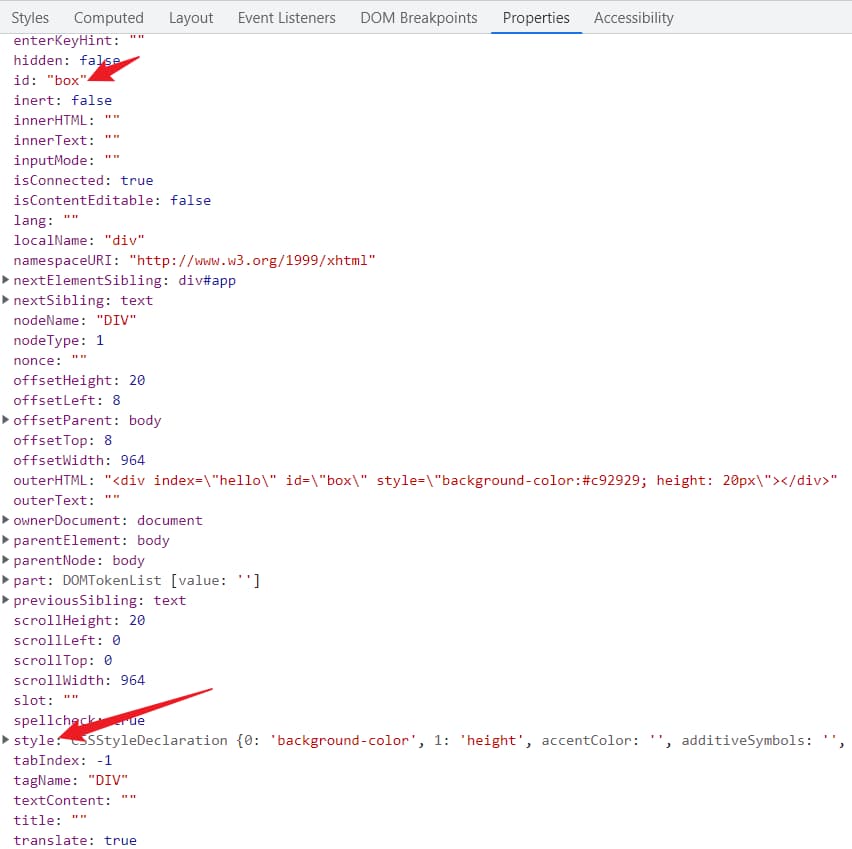 Styles Computed Layout Event Listeners DOM Breakpoints Properties Accessibility
enterKeyHint: ""
hidden: false
id: "box"
inert: false
innerHTML: ""
innerText: ""
inputMode: ""
isConnected: true
isContentEditable: false
lang: ""
localName: "div"
namespaceURI: "http://www.w3.org/1999/xhtml"
nextElementSibling: div#app
nextSibling: text
nodeName: "DIV"
nodeType: 1
nonce: ""
offsetHeight: 20
offsetLeft: 8
offsetParent: body
offsetTop: 8
offsetWidth: 964
outerHTML: "<div index=\"hello\" id=\"box\" style=\"background-color:#c92929; height: 20px\"></div>"
outerText: ""
ownerDocument: document
parentElement: body
parentNode: body
part: DOMTokenList [value: '']
previousSibling: text
scrollHeight: 20
scrollLeft: 0
scrollTop: 0
scrollWidth: 964
slot: ""
spellcheck: true
style: CSSStyleDeclaration {0: 'background-color', 1: 'height', accentColor: '', additiveSymbols: '',
tabIndex: -1
tagName: "DIV"
textContent: ""
title: ""
translate: true